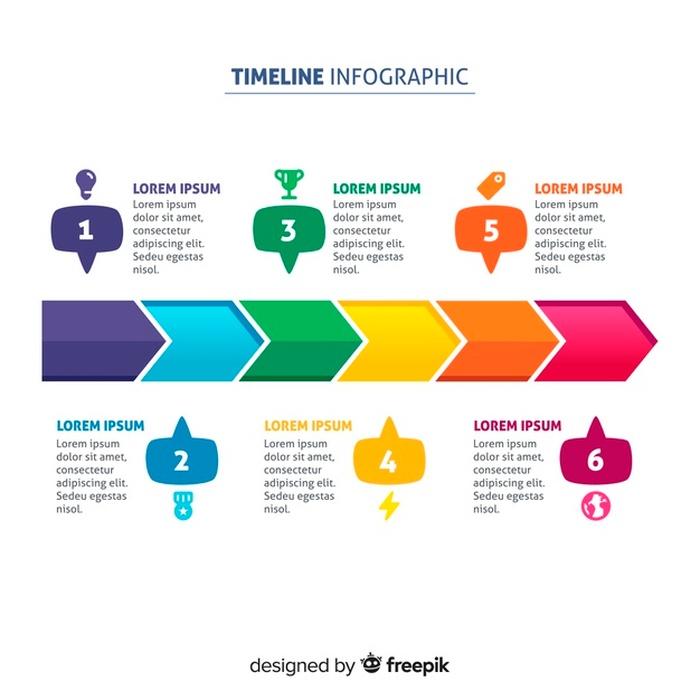 TIMELINE INFOGRAPHIC
1
LOREM IPSUM
Lorem ipsum
dolor sit amet,
consectetur
adipiscing elit.
Sedeu egestas
nisol.
3
LOREM IPSUM
Lorem ipsum
dolor sit amet,
consectetur
adipiscing elit.
Sedeu egestas
nisol.
5
LOREM IPSUM
Lorem ipsum
dolor sit amet,
consectetur
adipiscing elit.
Sedeu egestas
nisol.
LOREM IPSUM
Lorem ipsum
dolor sit amet,
consectetur
adipiscing elit.
Sedeu egestas
nisol.
2
LOREM IPSUM
Lorem ipsum
dolor sit amet,
consectetur
adipiscing elit.
Sedeu egestas
nisol.
4
LOREM IPSUM
Lorem ipsum
dolor sit amet,
consectetur
adipiscing elit.
Sedeu egestas
nisol.
6
designed by freepik